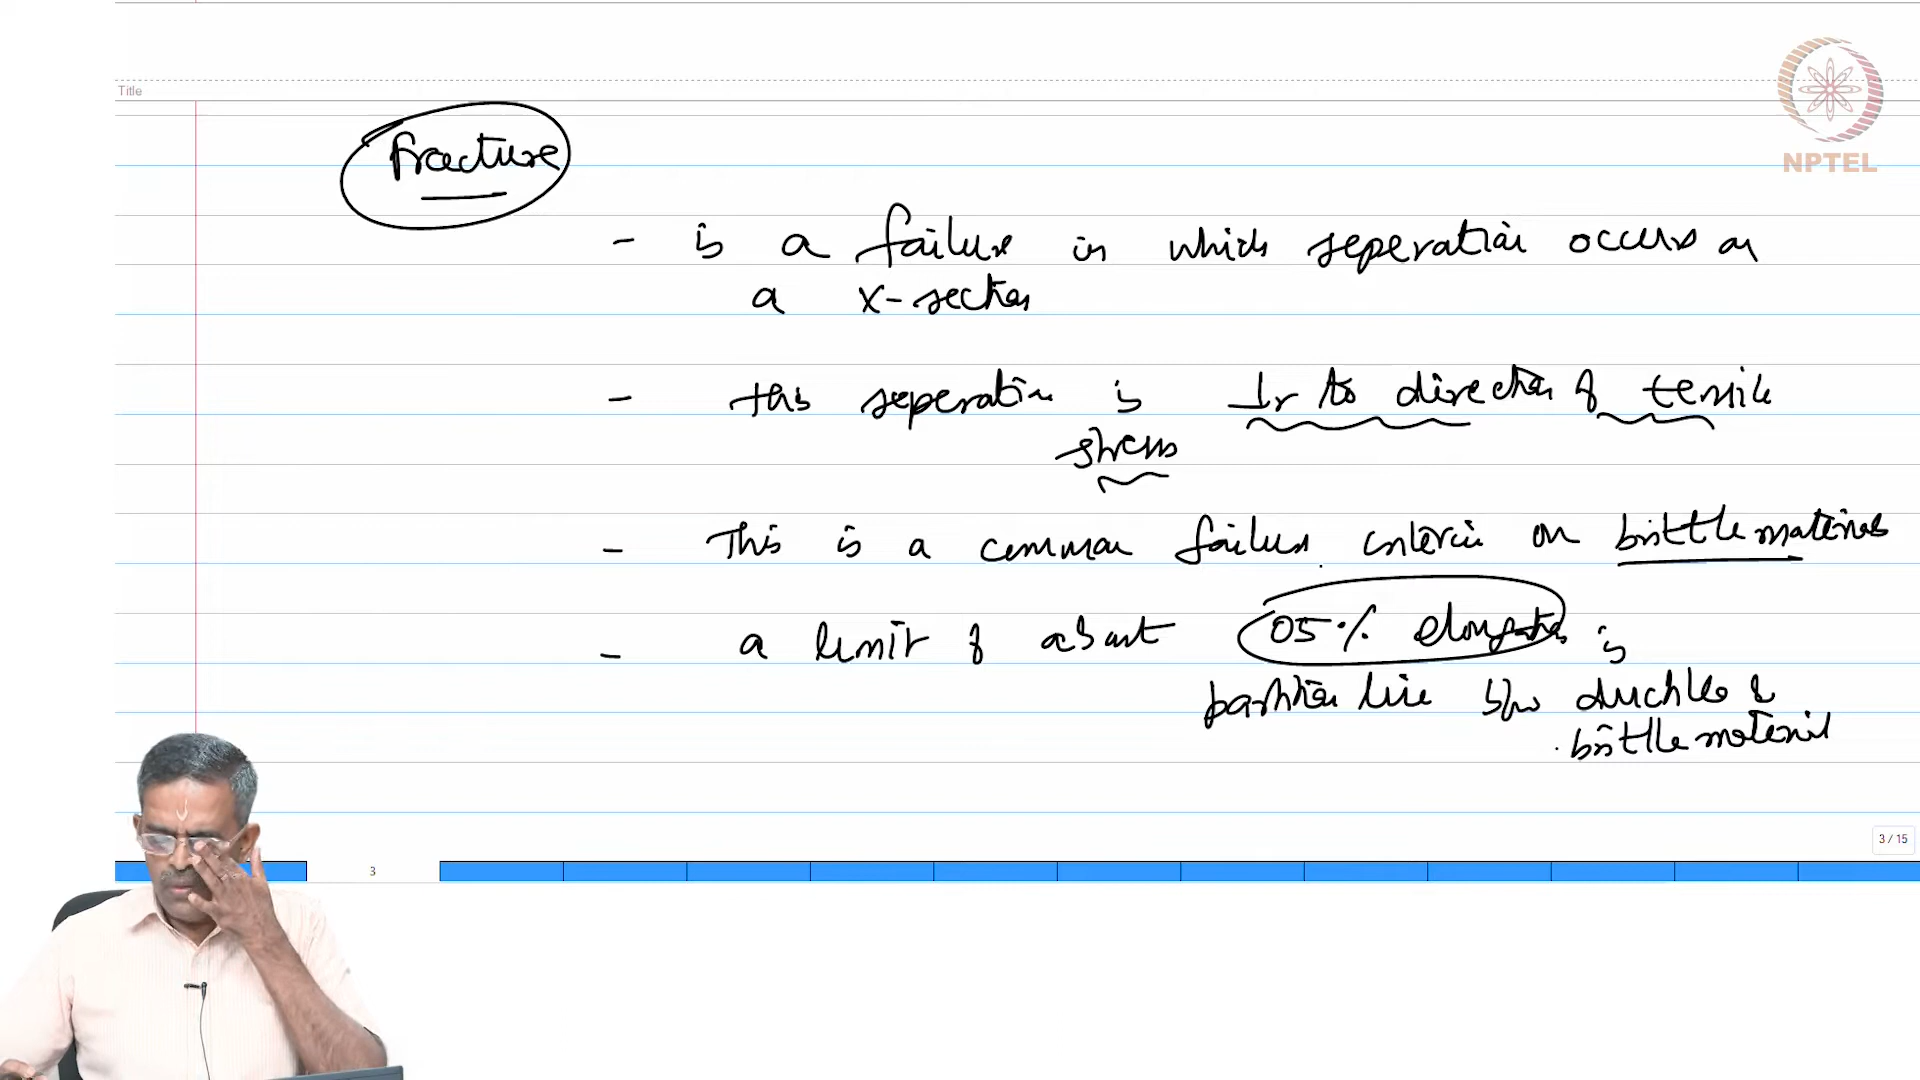 Title
NPTEL
Fracture
- is a failure in which seperation occurs on
a x-section
- this seperation is ⊥r to direction of tensile
stress
- This is a common failure criteria on brittle materials
- a limit of about 05% elongation is
partition line b/w ductile &
brittle material
3 / 15
3